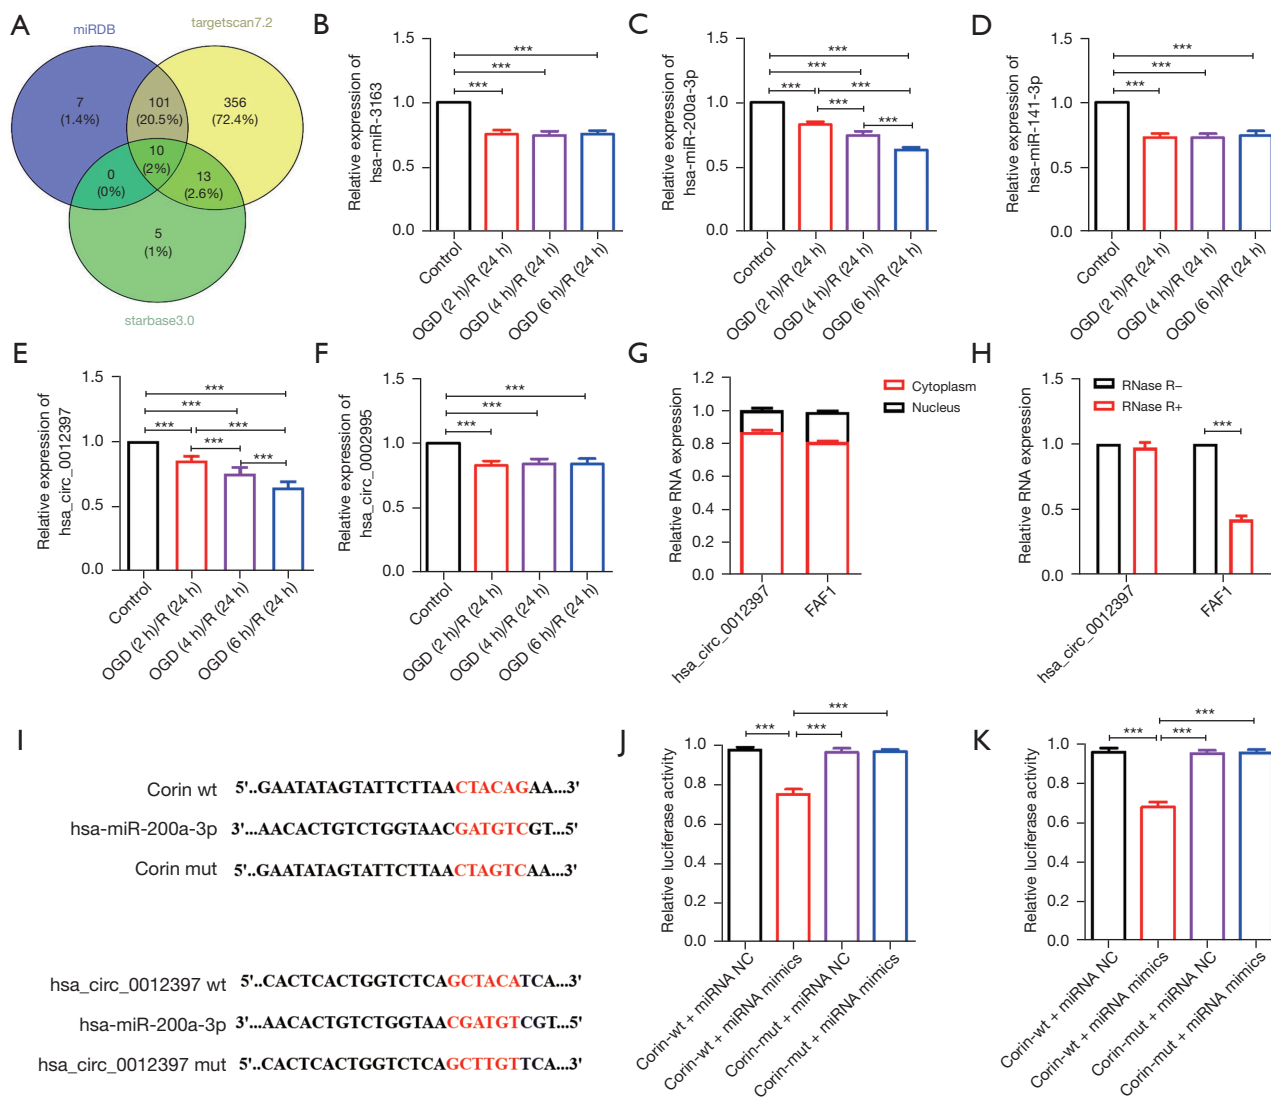 A
miRDB
targetscan7.2
7
(1.4%)
101
(20.5%)
356
(72.4%)
10
(2%)
0
(0%)
13
(2.6%)
5
(1%)
starbase3.0
B
Relative expression of
hsa-miR-3163
1.5
1.0
0.5
0.0
***
***
***
Control
OGD (2 h)/R (24 h)
OGD (4 h)/R (24 h)
OGD (6 h)/R (24 h)
C
Relative expression of
hsa-miR-200a-3p
1.5
1.0
0.5
0.0
***
***
***
***
***
***
Control
OGD (2 h)/R (24 h)
OGD (4 h)/R (24 h)
OGD (6 h)/R (24 h)
D
Relative expression of
hsa-miR-141-3p
1.5
1.0
0.5
0.0
***
***
***
Control
OGD (2 h)/R (24 h)
OGD (4 h)/R (24 h)
OGD (6 h)/R (24 h)
E
Relative expression of
hsa_circ_0012397
1.5
1.0
0.5
0.0
***
***
***
***
***
***
Control
OGD (2 h)/R (24 h)
OGD (4 h)/R (24 h)
OGD (6 h)/R (24 h)
F
Relative expression of
hsa_circ_0002995
1.5
1.0
0.5
0.0
***
***
***
Control
OGD (2 h)/R (24 h)
OGD (4 h)/R (24 h)
OGD (6 h)/R (24 h)
G
Relative RNA expression
1.2
1.0
0.8
0.6
0.4
0.2
0.0
Cytoplasm
Nucleus
hsa_circ_0012397
FAF1
H
Relative RNA expression
1.5
1.0
0.5
0.0
RNase R−
RNase R+
***
hsa_circ_0012397
FAF1
I
Corin wt 5'..GAATATAGTATTCTTAACTACAGAA...3'
hsa-miR-200a-3p 3'...AACACTGTCTGGTAACGATGTCGT...5'
Corin mut 5'..GAATATAGTATTCTTAACTAGTCAA...3'
hsa_circ_0012397 wt 5'..CACTCACTGGTCTCAGCTACATCA...3'
hsa-miR-200a-3p 3'...AACACTGTCTGGTAACGATGTCGT...5'
hsa_circ_0012397 mut 5'..CACTCACTGGTCTCAGCTTGTTCA...3'
J
Relative luciferase activity
1.0
0.8
0.6
0.4
0.2
0.0
***
***
***
Corin-wt + miRNA NC
Corin-wt + miRNA mimics
Corin-mut + miRNA NC
Corin-mut + miRNA mimics
K
Relative luciferase activity
1.0
0.8
0.6
0.4
0.2
0.0
***
***
***
Corin-wt + miRNA NC
Corin-wt + miRNA mimics
Corin-mut + miRNA NC
Corin-mut + miRNA mimics